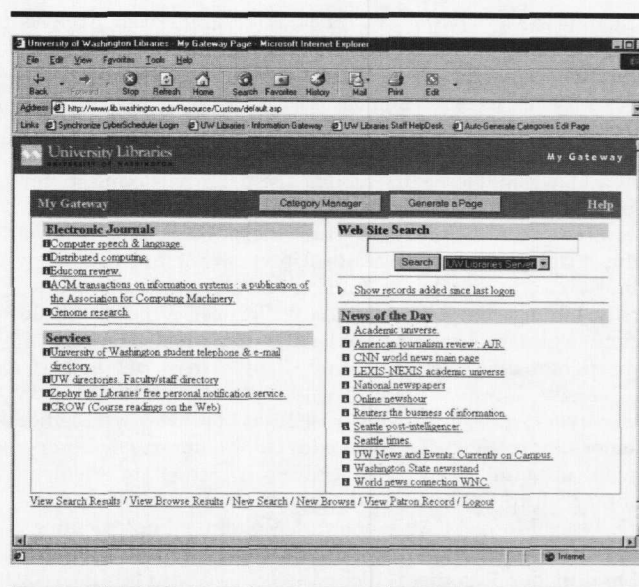 University of Washington Libraries - My Gateway Page - Microsoft Internet Explorer
File Edit View Favorites Tools Help
Back Forward Stop Refresh Home Search Favorites History Mail Print Edit
Address http://www.lib.washington.edu/Resource/Custom/default.asp
Links Synchronize CyberScheduler Login UW Libraries - Information Gateway UW Libraries Staff HelpDesk Auto-Generate Categories Edit Page
University Libraries
UNIVERSITY OF WASHINGTON
My Gateway
My Gateway Category Manager Generate a Page Help
Electronic Journals
Computer speech & language.
Distributed computing.
Educom review.
ACM transactions on information systems : a publication of
the Association for Computing Machinery.
Genome research.
Services
University of Washington student telephone & e-mail
directory.
UW directories. Faculty/staff directory
Zephyr the Libraries' free personal notification service.
CROW (Course readings on the Web)
Web Site Search
Search UW Libraries Server
Show records added since last logon
News of the Day
Academic universe.
American journalism review : AJR.
CNN world news main page
LEXIS-NEXIS academic universe
National newspapers
Online newshour
Reuters the business of information.
Seattle post-intelligencer.
Seattle times.
UW News and Events: Currently on Campus.
Washington State newsstand
World news connection WNC.
View Search Results / View Browse Results / New Search / New Browse / View Patron Record / Logout
Internet